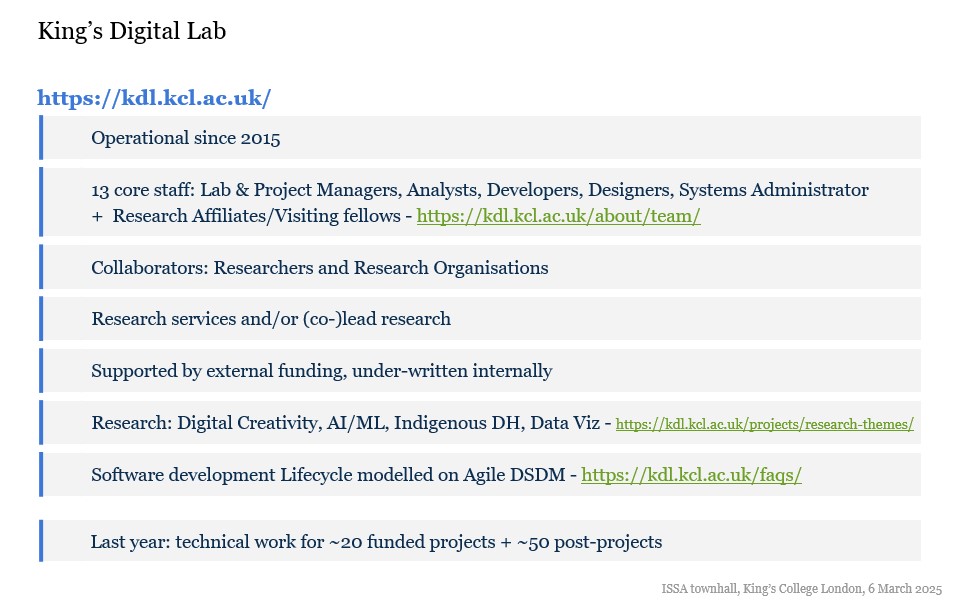 King’s Digital Lab
https://kdl.kcl.ac.uk/
Operational since 2015
13 core staff: Lab & Project Managers, Analysts, Developers, Designers, Systems Administrator
+ Research Affiliates/Visiting fellows - https://kdl.kcl.ac.uk/about/team/
Collaborators: Researchers and Research Organisations
Research services and/or (co-)lead research
Supported by external funding, under-written internally
Research: Digital Creativity, AI/ML, Indigenous DH, Data Viz - https://kdl.kcl.ac.uk/projects/research-themes/
Software development Lifecycle modelled on Agile DSDM - https://kdl.kcl.ac.uk/faqs/
Last year: technical work for ~20 funded projects + ~50 post-projects
ISSA townhall, King’s College London, 6 March 2025